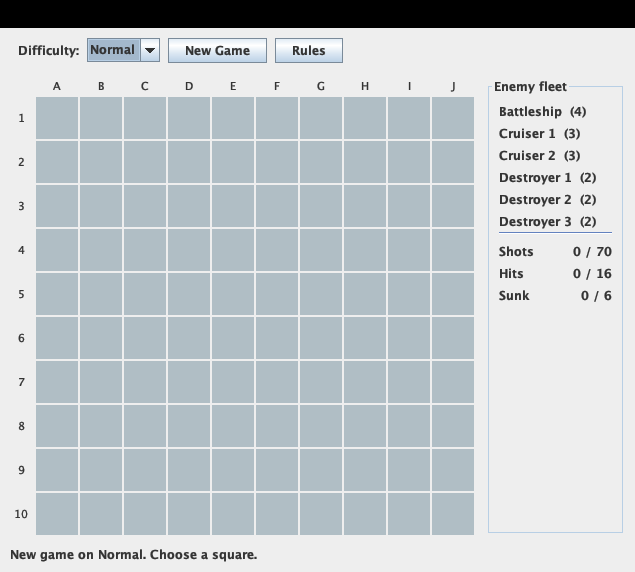 Difficulty: Normal New Game Rules
A B C D E F G H I J
Enemy fleet
Battleship (4)
Cruiser 1 (3)
Cruiser 2 (3)
Destroyer 1 (2)
Destroyer 2 (2)
Destroyer 3 (2)
Shots 0 / 70
Hits 0 / 16
Sunk 0 / 6
1
2
3
4
5
6
7
8
9
10
New game on Normal. Choose a square.